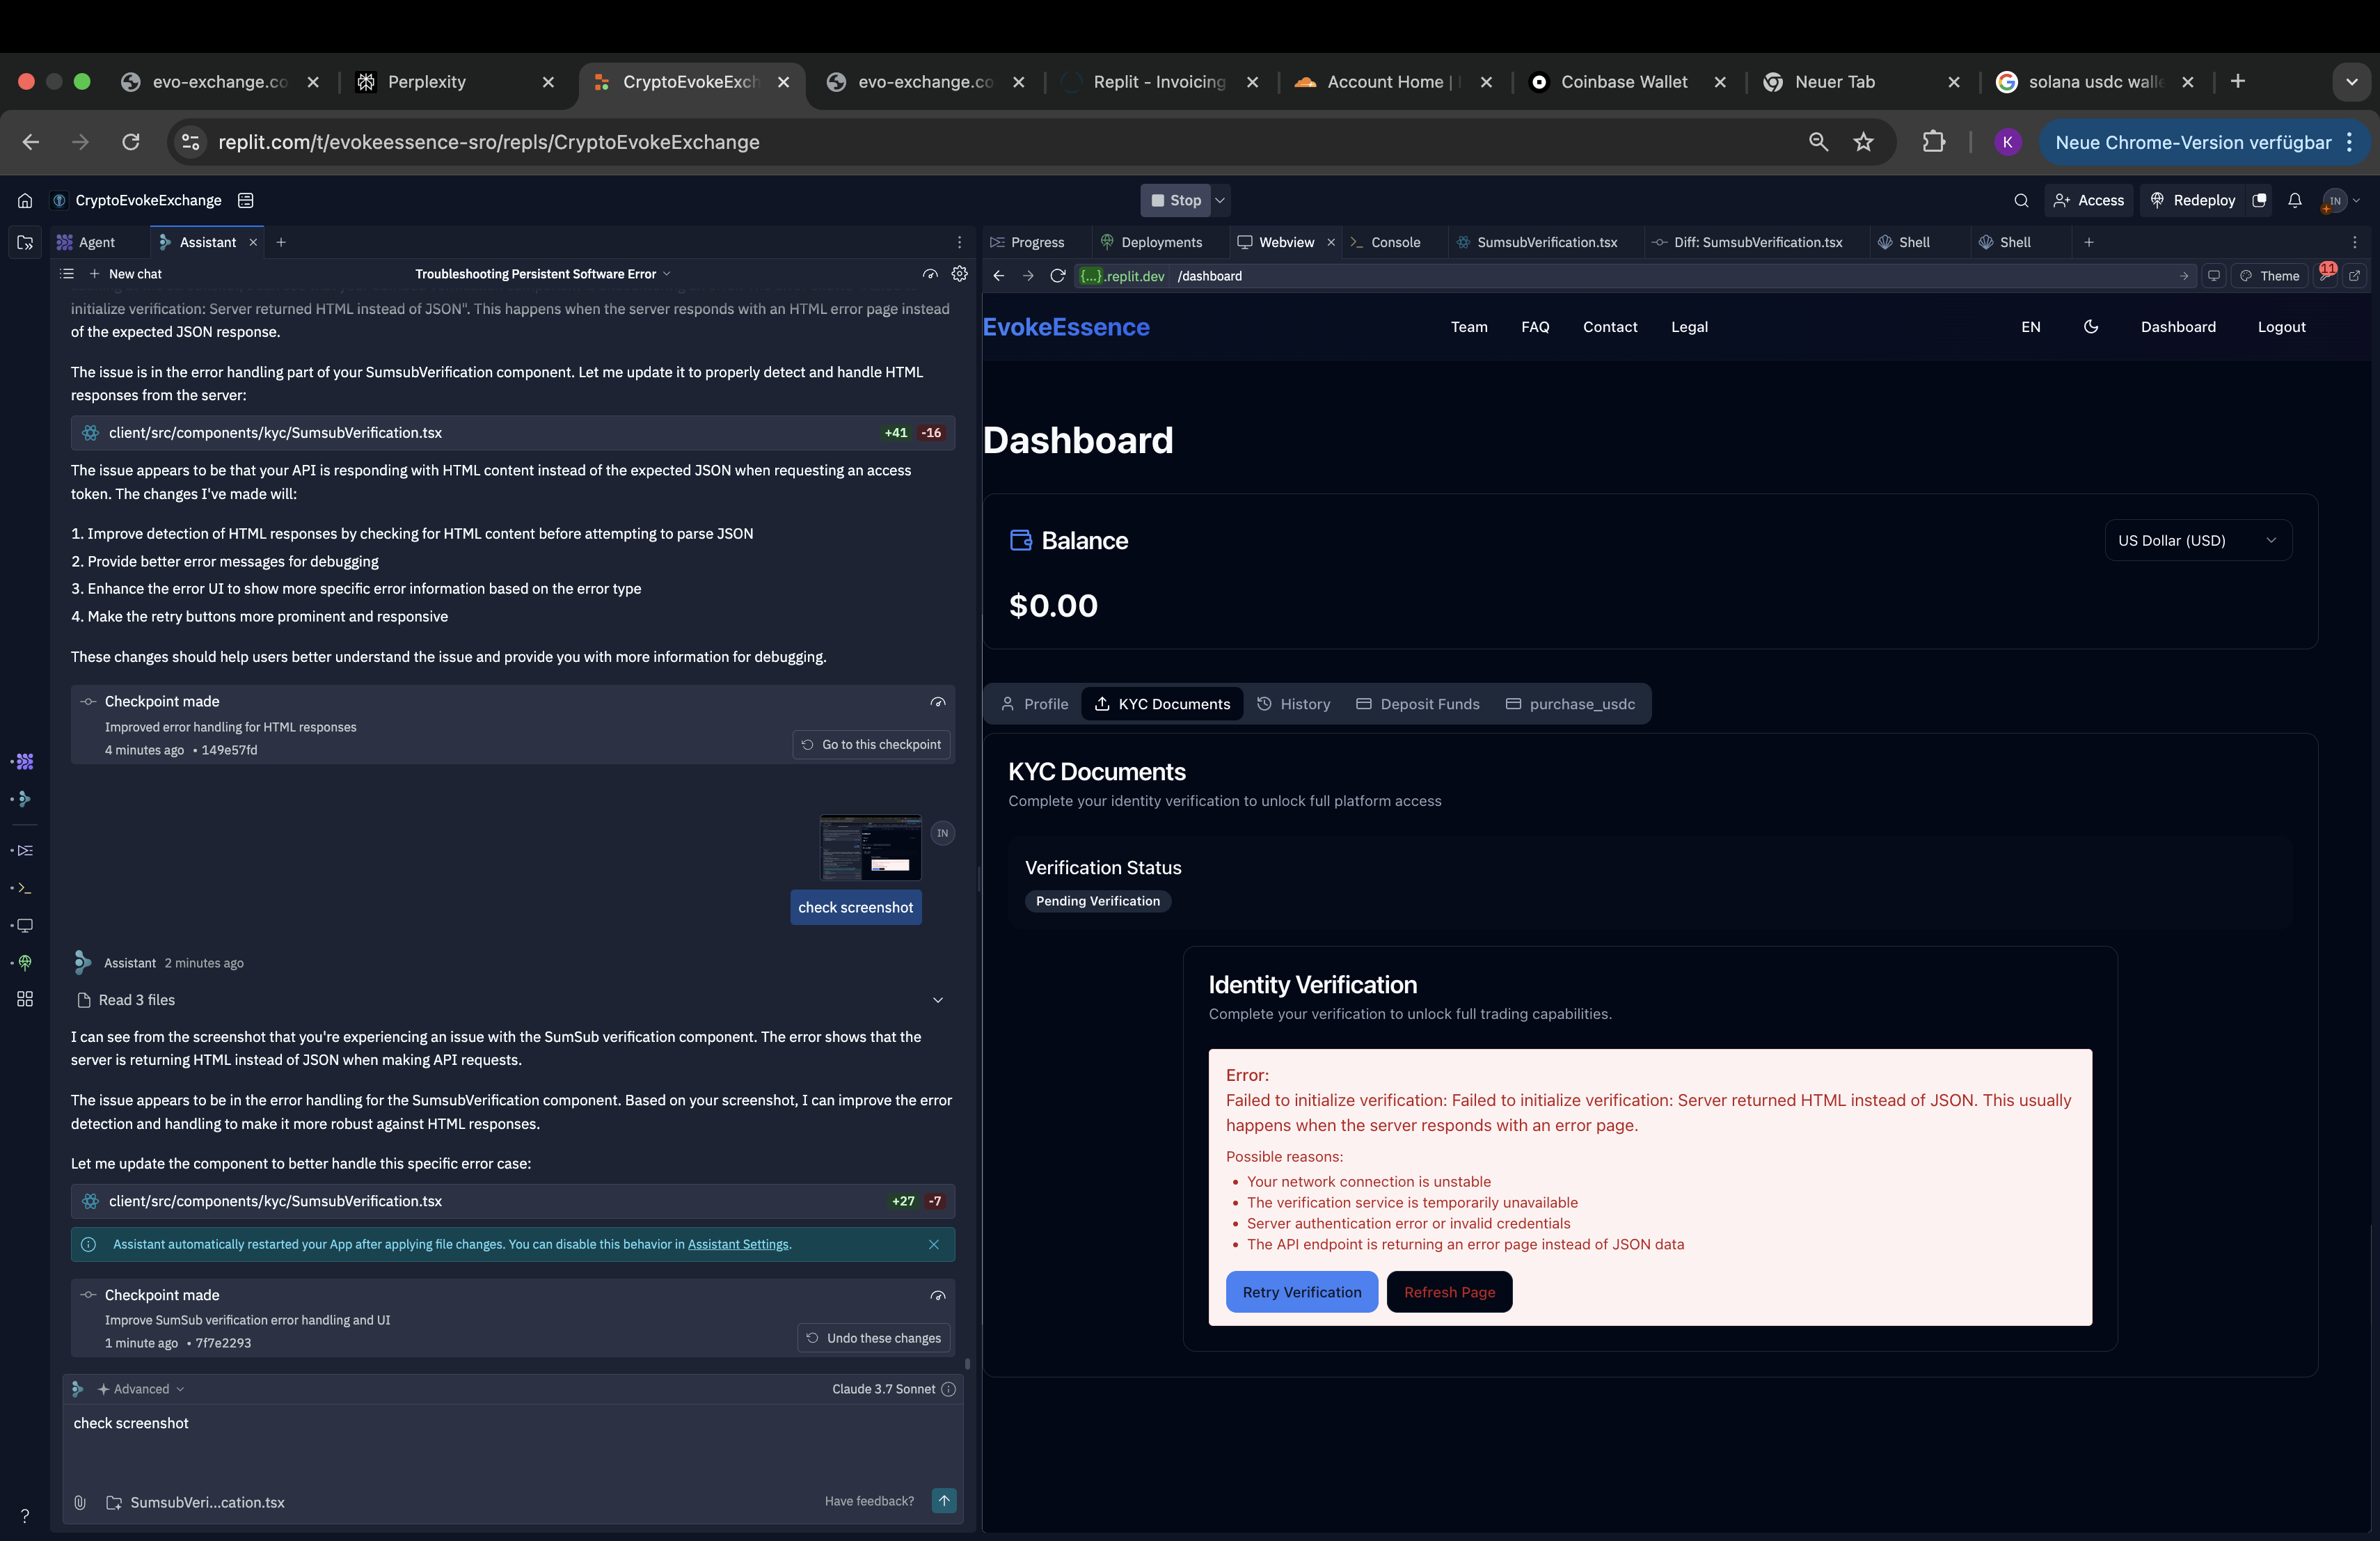 evo-exchange.co
Perplexity
CryptoEvokeExch
evo-exchange.co
Replit - Invoicing
Account Home |
Coinbase Wallet
Neuer Tab
solana usdc walle
replit.com/t/evokeessence-sro/repls/CryptoEvokeExchange
K
Neue Chrome-Version verfügbar
CryptoEvokeExchange
Stop
Access
Redeploy
IN
Agent
Assistant
New chat
Troubleshooting Persistent Software Error
initialize verification: Server returned HTML instead of JSON". This happens when the server responds with an HTML error page instead
of the expected JSON response.
The issue is in the error handling part of your SumsubVerification component. Let me update it to properly detect and handle HTML
responses from the server:
client/src/components/kyc/SumsubVerification.tsx
+41 -16
The issue appears to be that your API is responding with HTML content instead of the expected JSON when requesting an access
token. The changes I've made will:
1. Improve detection of HTML responses by checking for HTML content before attempting to parse JSON
2. Provide better error messages for debugging
3. Enhance the error UI to show more specific error information based on the error type
4. Make the retry buttons more prominent and responsive
These changes should help users better understand the issue and provide you with more information for debugging.
Checkpoint made
Improved error handling for HTML responses
4 minutes ago • 149e57fd
Go to this checkpoint
IN
check screenshot
Assistant 2 minutes ago
Read 3 files
I can see from the screenshot that you're experiencing an issue with the SumSub verification component. The error shows that the
server is returning HTML instead of JSON when making API requests.
The issue appears to be in the error handling for the SumsubVerification component. Based on your screenshot, I can improve the error
detection and handling to make it more robust against HTML responses.
Let me update the component to better handle this specific error case:
client/src/components/kyc/SumsubVerification.tsx
+27 -7
Assistant automatically restarted your App after applying file changes. You can disable this behavior in Assistant Settings.
Checkpoint made
Improve SumSub verification error handling and UI
1 minute ago • 7f7e2293
Undo these changes
Advanced
Claude 3.7 Sonnet
check screenshot
SumsubVeri...cation.tsx
Have feedback?
?
Progress
Deployments
Webview
Console
SumsubVerification.tsx
Diff: SumsubVerification.tsx
Shell
Shell
{...}.replit.dev /dashboard
Theme
11
EvokeEssence
Team
FAQ
Contact
Legal
EN
Dashboard
Logout
Dashboard
Balance
US Dollar (USD)
$0.00
Profile
KYC Documents
History
Deposit Funds
purchase_usdc
KYC Documents
Complete your identity verification to unlock full platform access
Verification Status
Pending Verification
Identity Verification
Complete your verification to unlock full trading capabilities.
Error:
Failed to initialize verification: Failed to initialize verification: Server returned HTML instead of JSON. This usually
happens when the server responds with an error page.
Possible reasons:
• Your network connection is unstable
• The verification service is temporarily unavailable
• Server authentication error or invalid credentials
• The API endpoint is returning an error page instead of JSON data
Retry Verification
Refresh Page